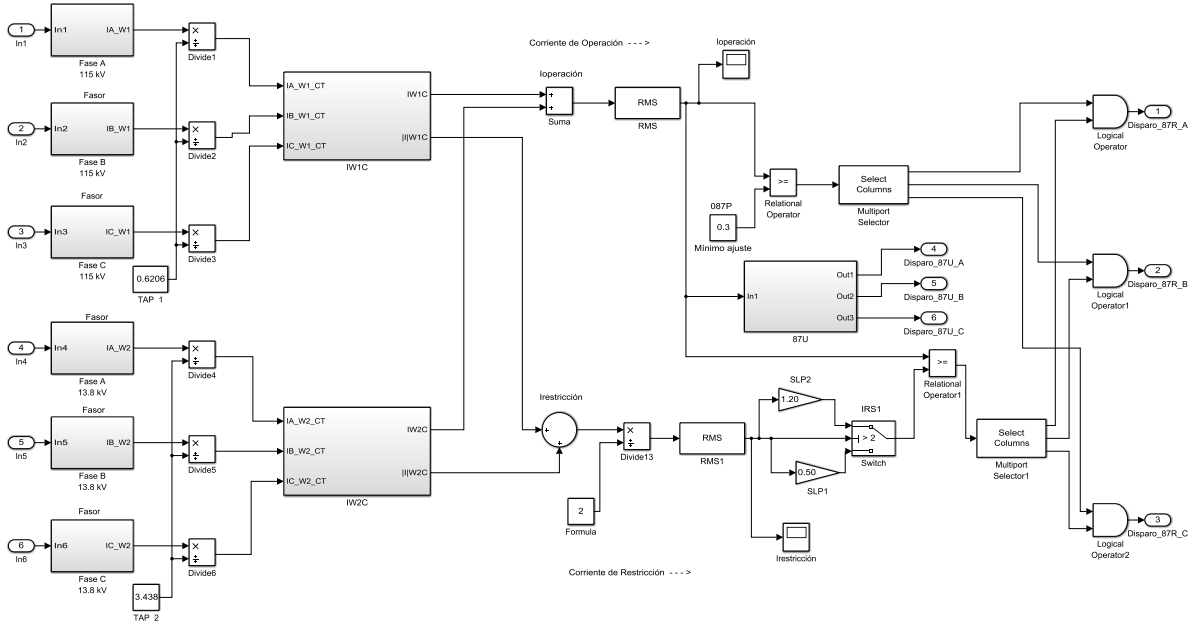 1
In1
In1
IA_W1
Fase A
115 kV
×
÷
Divide1
Fasor
2
In2
In2
IB_W1
Fase B
115 kV
×
÷
Divide2
Fasor
3
In3
In3
IC_W1
Fase C
115 kV
×
÷
Divide3
0.6206
TAP_1
Fasor
4
In4
In4
IA_W2
Fase A
13.8 kV
×
÷
Divide4
Fasor
5
In5
In5
IB_W2
Fase B
13.8 kV
×
÷
Divide5
Fasor
6
In6
In6
IC_W2
Fase C
13.8 kV
×
÷
Divide6
3.438
TAP_2
IA_W1_CT
IB_W1_CT
IC_W1_CT
IW1C
|I|W1C
IW1C
IA_W2_CT
IB_W2_CT
IC_W2_CT
IW2C
|I|W2C
IW2C
Corriente de Operación --->
Ioperación
+
+
Suma
RMS
RMS
Ioperación
087P
0.3
Mínimo ajuste
>=
Relational
Operator
Select
Columns
Multiport
Selector
In1
Out1
Out2
Out3
87U
4
Disparo_87U_A
5
Disparo_87U_B
6
Disparo_87U_C
Irestricción
+
+
2
Formula
×
÷
Divide13
RMS
RMS1
SLP2
1.20
0.50
SLP1
IRS1
> 2
Switch
Irestricción
>=
Relational
Operator1
Select
Columns
Multiport
Selector1
AND
Logical
Operator
1
Disparo_87R_A
AND
Logical
Operator1
2
Disparo_87R_B
AND
Logical
Operator2
3
Disparo_87R_C
Corriente de Restricción --->